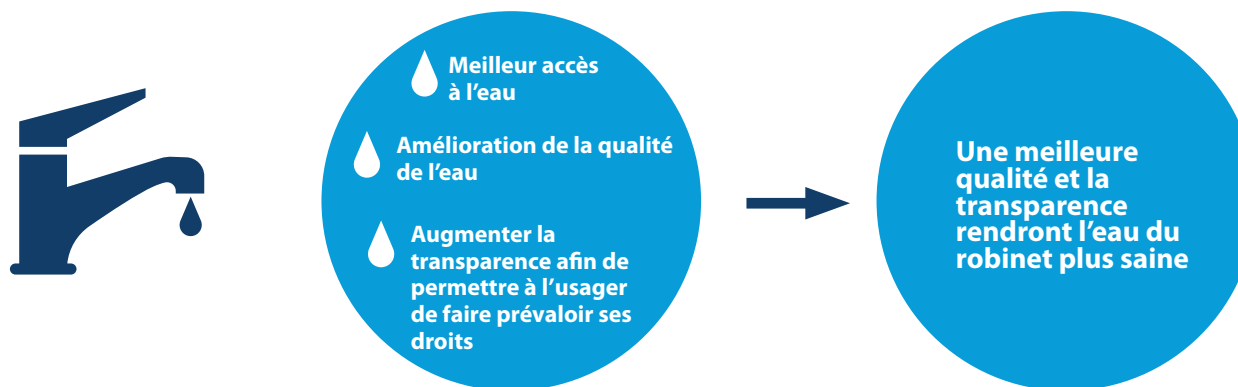 Meilleur accès
à l’eau
Amélioration de la qualité
de l’eau
Augmenter la
transparence afin de
permettre à l’usager
de faire prévaloir ses
droits
Une meilleure
qualité et la
transparence
rendront l’eau du
robinet plus saine